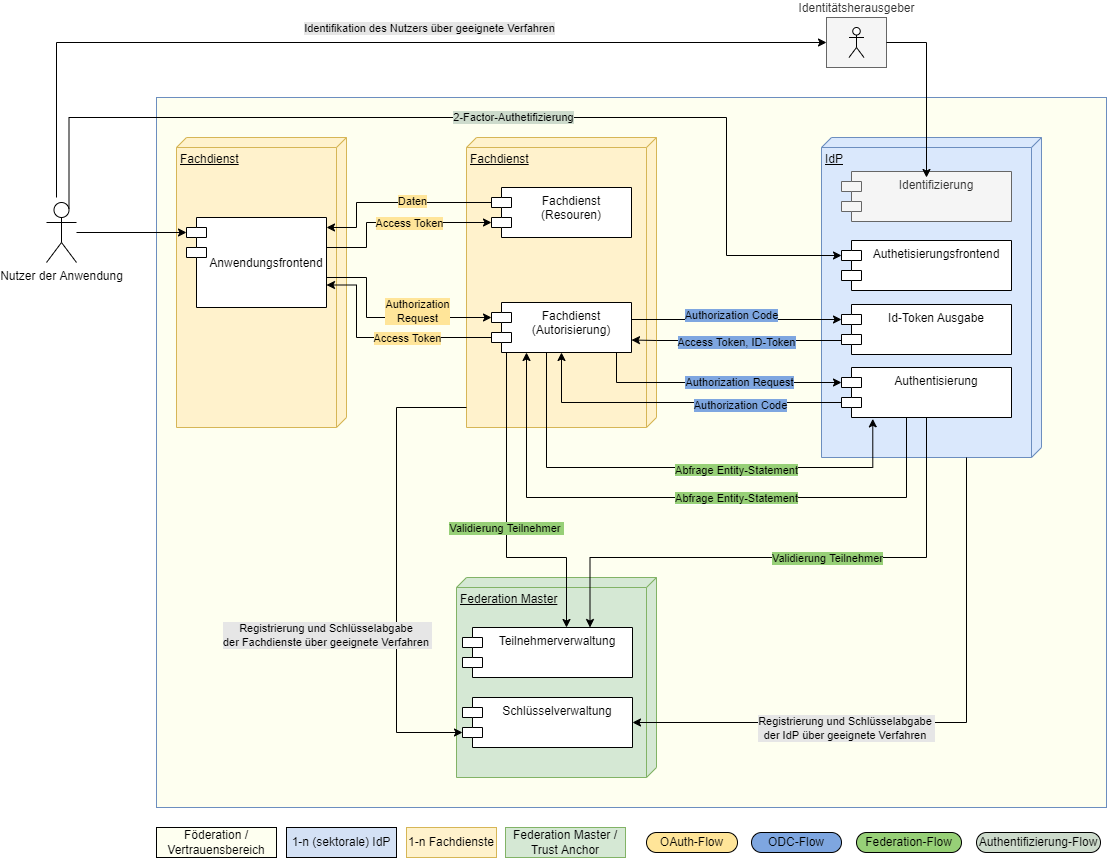 Identitätsherausgeber
Identifikation des Nutzers über geeignete Verfahren
2-Factor-Authetifizierung
Fachdienst
Fachdienst
IdP
Identifizierung
Daten
Fachdienst
(Resouren)
Access Token
Nutzer der Anwendung
Anwendungsfrontend
Authetisierungsfrontend
Authorization
Request
Fachdienst
(Autorisierung)
Authorization Code
Id-Token Ausgabe
Access Token
Access Token, ID-Token
Authorization Request
Authentisierung
Authorization Code
Abfrage Entity-Statement
Abfrage Entity-Statement
Validierung Teilnehmer
Validierung Teilnehmer
Federation Master
Registrierung und Schlüsselabgabe
der Fachdienste über geeignete Verfahren
Teilnehmerverwaltung
Schlüsselverwaltung
Registrierung und Schlüsselabgabe
der IdP über geeignete Verfahren
Föderation /
Vertrauensbereich
1-n (sektorale) IdP
1-n Fachdienste
Federation Master /
Trust Anchor
OAuth-Flow
ODC-Flow
Federation-Flow
Authentifizierung-Flow